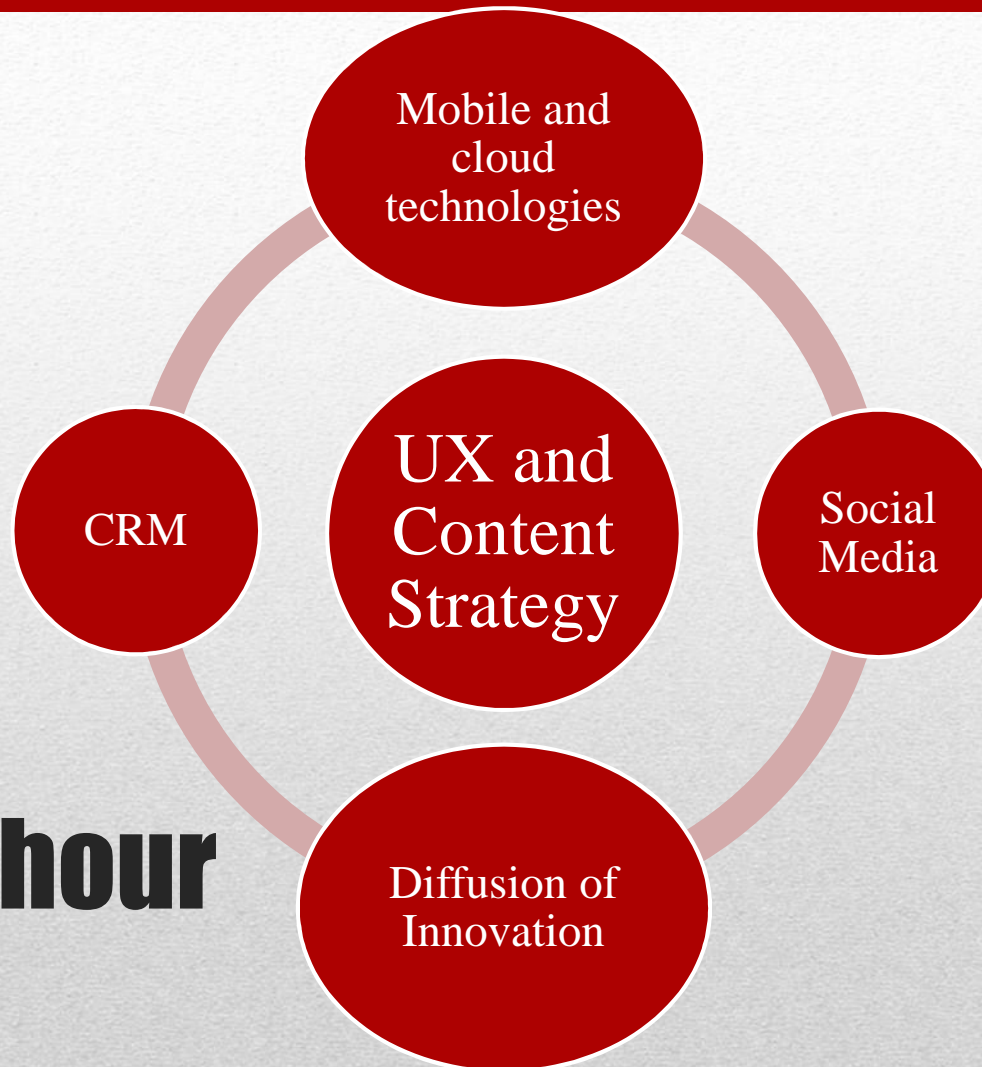 Mobile and
cloud
technologies
UX and
Content
Strategy
CRM
Social
Media
hour
Diffusion of
Innovation